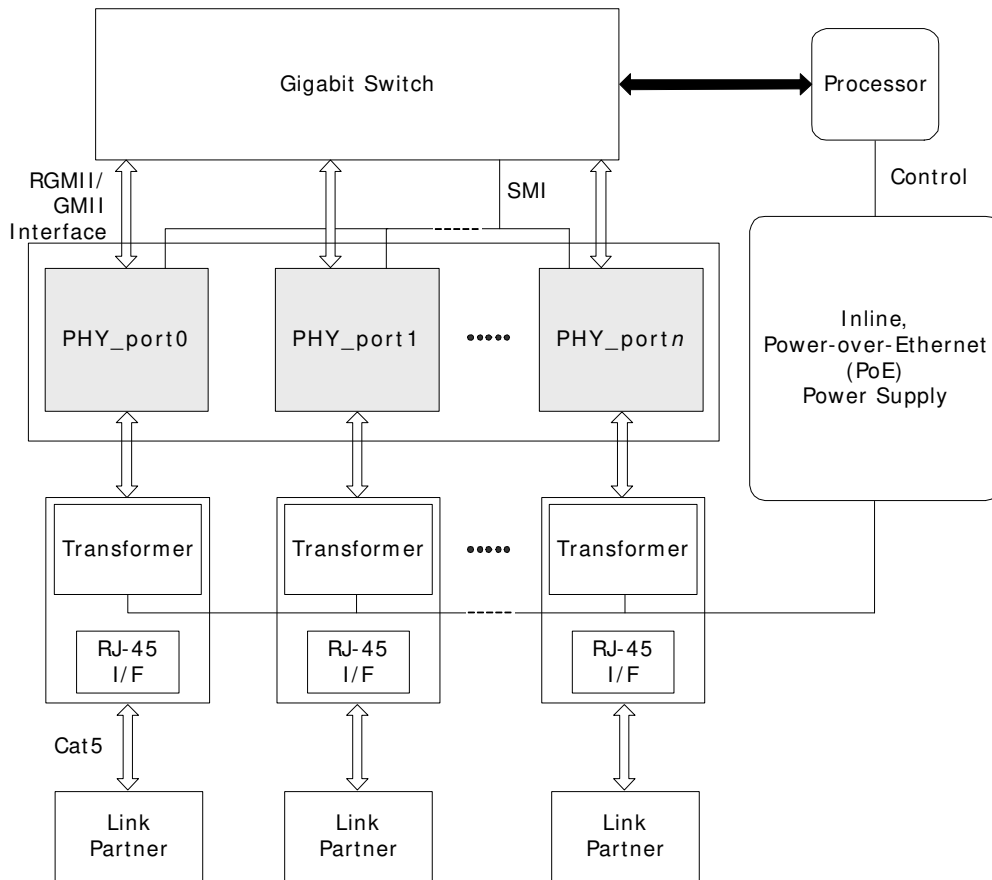 Gigabit Switch
Processor
RGMII/
GMII
Interface
SMI
Control
PHY_port0
PHY_port1
PHY_portn
Inline,
Power-over-Ethernet
(PoE)
Power Supply
Transformer
Transformer
Transformer
RJ-45
I/F
RJ-45
I/F
RJ-45
I/F
Cat5
Link
Partner
Link
Partner
Link
Partner